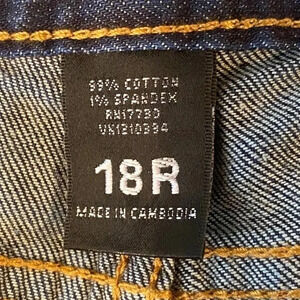 99% COTTON
1% SPANDEX
RN17730
VN1210394
18R
MADE IN CAMBODIA